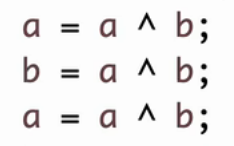 a = a ^ b;
b = a ^ b;
a = a ^ b;